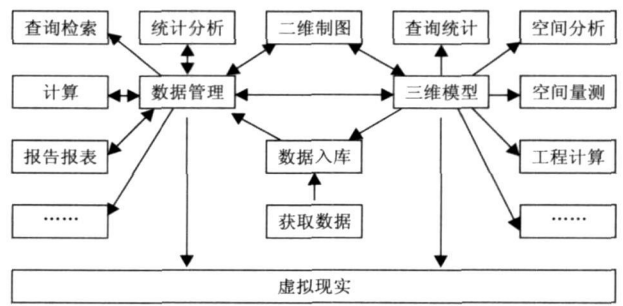 查询检索
统计分析
二维制图
查询统计
空间分析
计算
数据管理
三维模型
空间量测
报告报表
数据入库
工程计算
……
获取数据
……
虚拟现实